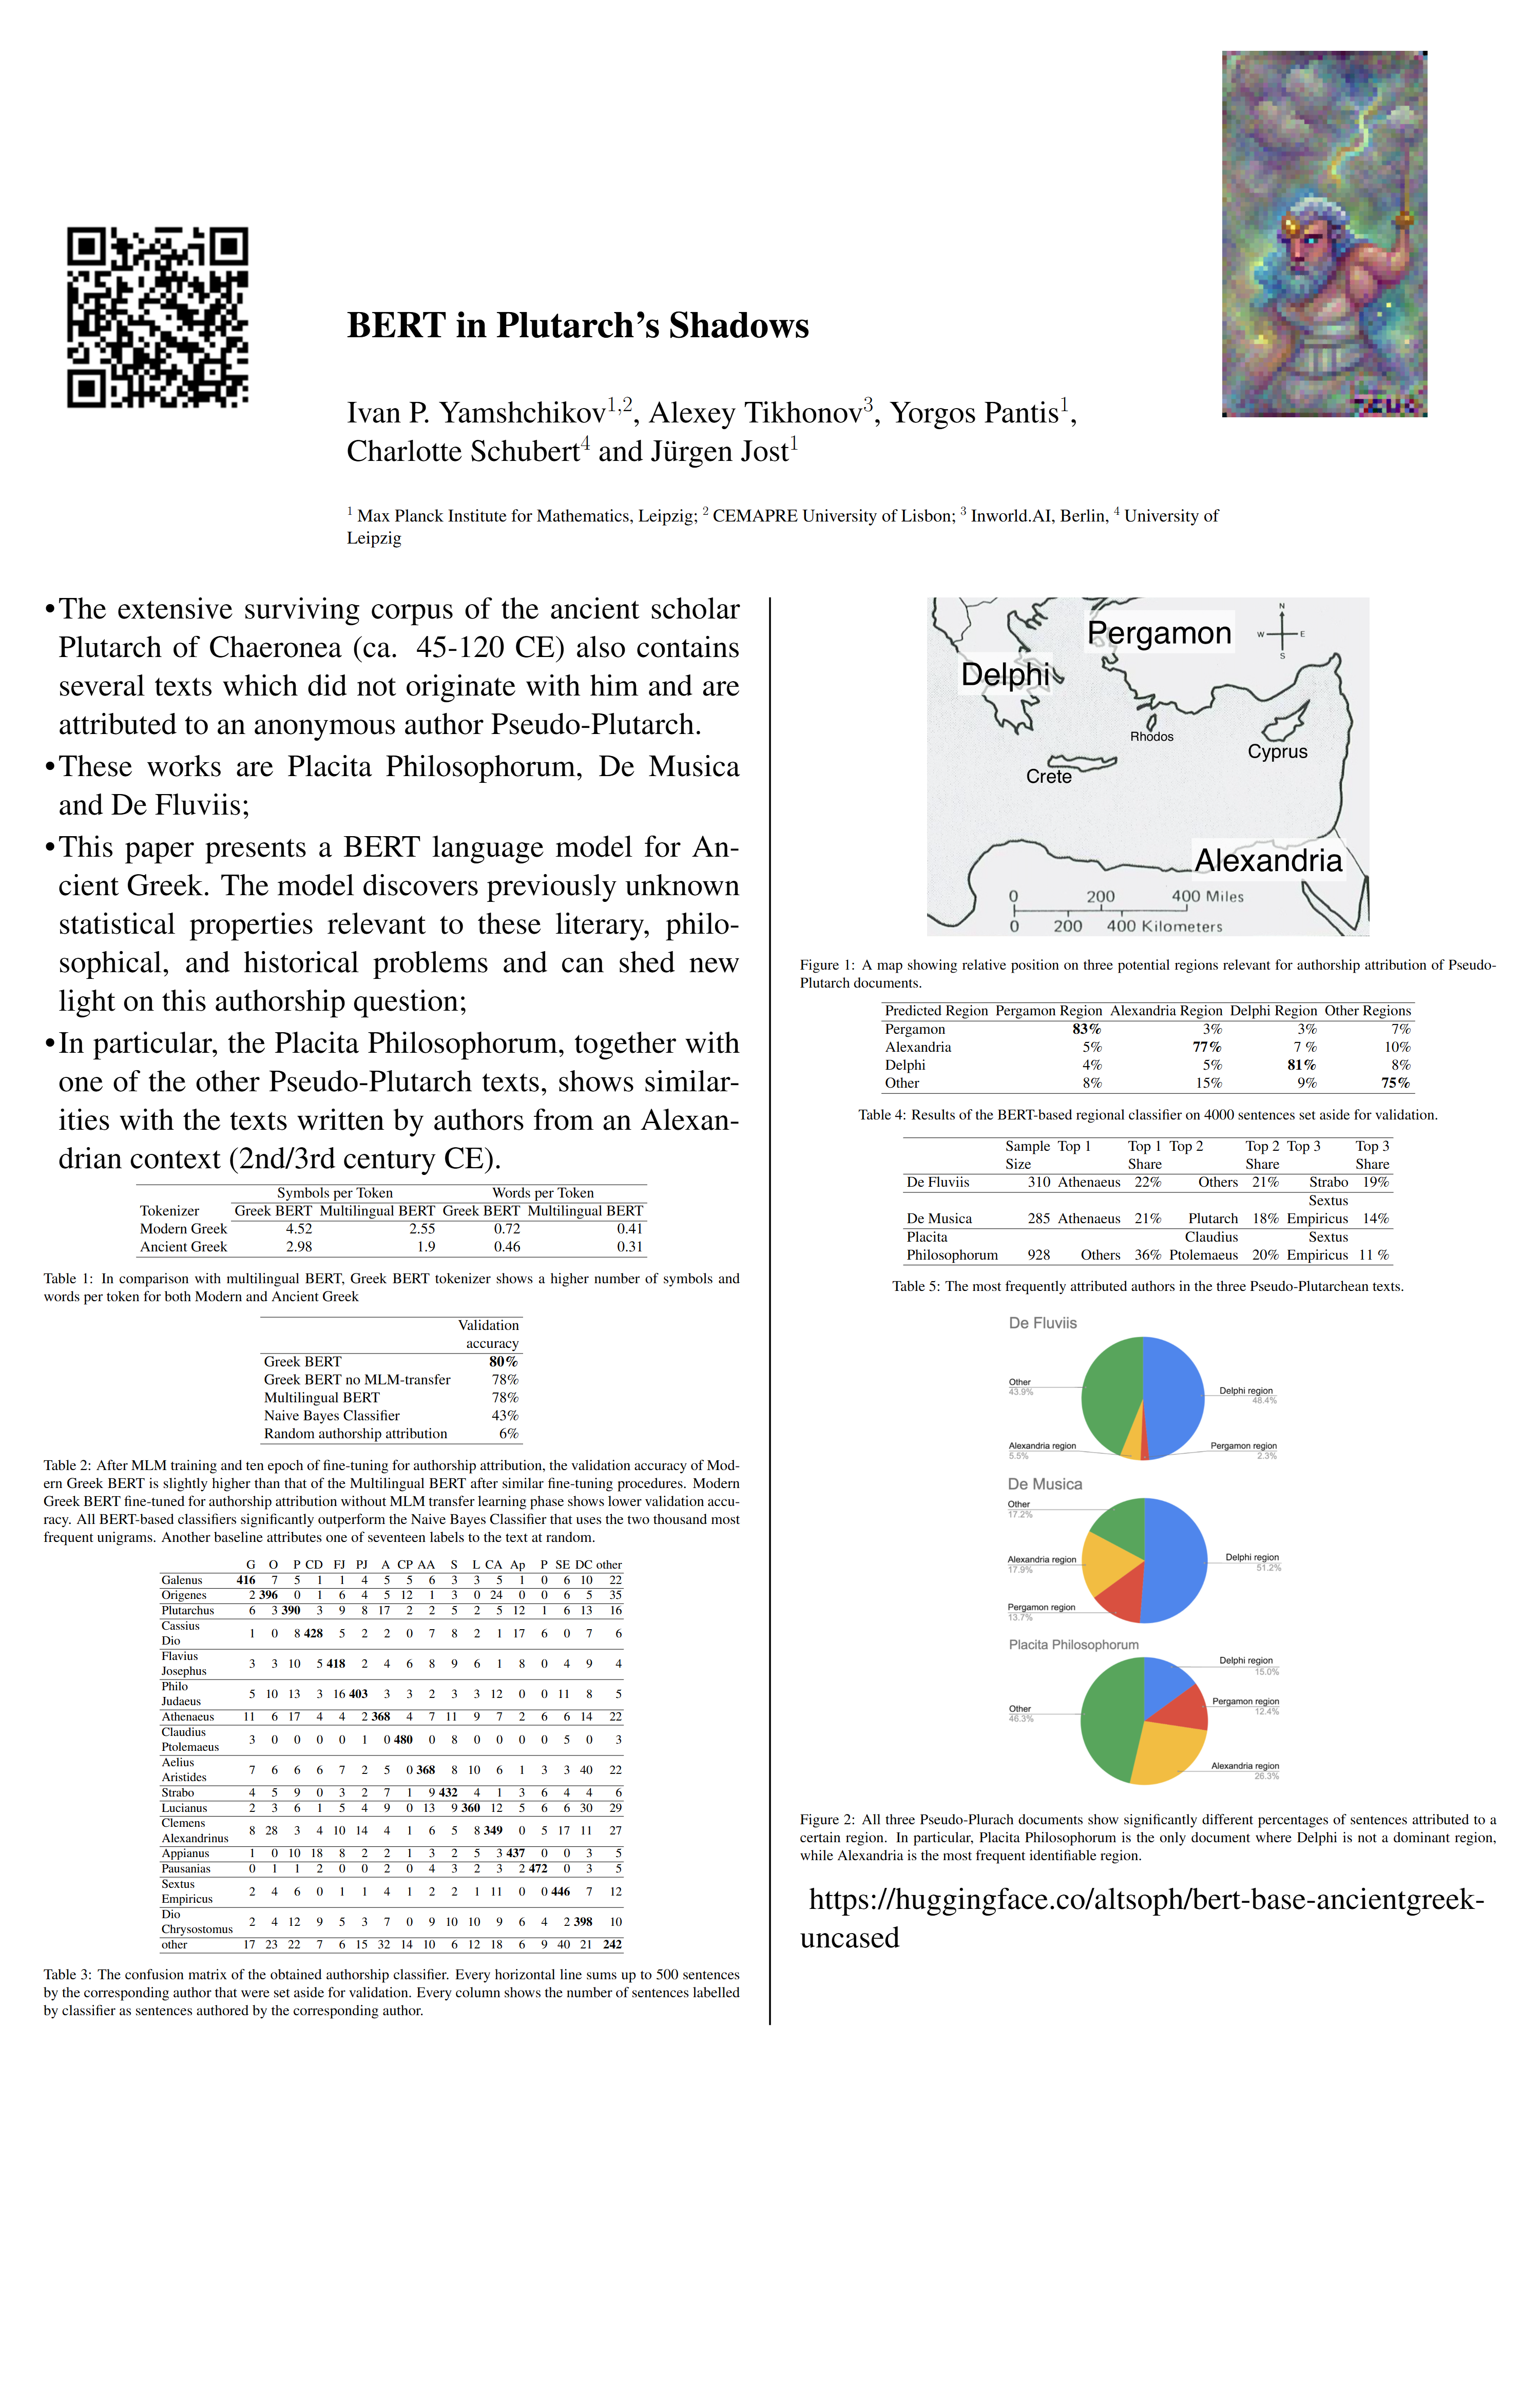 BERT in Plutarch's Shadows
Ivan P. Yamshchikov1,2, Alexey Tikhonov3, Yorgos Pantis1,
Charlotte Schubert4 and Jürgen Jost1
1 Max Planck Institute for Mathematics, Leipzig; 2 CEMAPRE University of Lisbon; 3 Inworld.AI, Berlin, 4 University of
Leipzig
•The extensive surviving corpus of the ancient scholar
Plutarch of Chaeronea (ca. 45-120 CE) also contains
several texts which did not originate with him and are
attributed to an anonymous author Pseudo-Plutarch.
•These works are Placita Philosophorum, De Musica
and De Fluviis;
•This paper presents a BERT language model for An-
cient Greek. The model discovers previously unknown
statistical properties relevant to these literary, philo-
sophical, and historical problems and can shed new
light on this authorship question;
•In particular, the Placita Philosophorum, together with
one of the other Pseudo-Plutarch texts, shows similar-
ities with the texts written by authors from an Alexan-
drian context (2nd/3rd century CE).
Symbols per Token Words per Token
Tokenizer Greek BERT Multilingual BERT Greek BERT Multilingual BERT
Modern Greek 4.52 2.55 0.72 0.41
Ancient Greek 2.98 1.9 0.46 0.31
Table 1: In comparison with multilingual BERT, Greek BERT tokenizer shows a higher number of symbols and
words per token for both Modern and Ancient Greek
Validation
accuracy
Greek BERT 80%
Greek BERT no MLM-transfer 78%
Multilingual BERT 78%
Naive Bayes Classifier 43%
Random authorship attribution 6%
Table 2: After MLM training and ten epoch of fine-tuning for authorship attribution, the validation accuracy of Mod-
ern Greek BERT is slightly higher than that of the Multilingual BERT after similar fine-tuning procedures. Modern
Greek BERT fine-tuned for authorship attribution without MLM transfer learning phase shows lower validation accu-
racy. All BERT-based classifiers significantly outperform the Naive Bayes Classifier that uses the two thousand most
frequent unigrams. Another baseline attributes one of seventeen labels to the text at random.
G O P CD FJ PJ A CP AA S L CA Ap P SE DC other
Galenus 416 7 5 1 1 4 5 5 6 3 3 5 1 0 6 10 22
Origenes 2 396 0 1 6 4 5 12 1 3 0 24 0 0 6 5 35
Plutarchus 6 3 390 3 9 8 17 2 2 5 2 5 12 1 6 13 16
Cassius
Dio 1 0 8 428 5 2 2 0 7 8 2 1 17 6 0 7 6
Flavius
Josephus 3 3 10 5 418 2 4 6 8 9 6 1 8 0 4 9 4
Philo
Judaeus 5 10 13 3 16 403 3 3 2 3 3 12 0 0 11 8 5
Athenaeus 11 6 17 4 4 2 368 4 7 11 9 7 2 6 6 14 22
Claudius
Ptolemaeus 3 0 0 0 0 1 0 480 0 8 0 0 0 0 5 0 3
Aelius
Aristides 7 6 6 6 7 2 5 0 368 8 10 6 1 3 3 40 22
Strabo 4 5 9 0 3 2 7 1 9 432 4 1 3 6 4 4 6
Lucianus 2 3 6 1 5 4 9 0 13 9 360 12 5 6 6 30 29
Clemens
Alexandrinus 8 28 3 4 10 14 4 1 6 5 8 349 0 5 17 11 27
Appianus 1 0 10 18 8 2 2 1 3 2 5 3 437 0 0 3 5
Pausanias 0 1 1 2 0 0 2 0 4 3 2 3 2 472 0 3 5
Sextus
Empiricus 2 4 6 0 1 1 4 1 2 2 1 11 0 0 446 7 12
Dio
Chrysostomus 2 4 12 9 5 3 7 0 9 10 10 9 6 4 2 398 10
other 17 23 22 7 6 15 32 14 10 6 12 18 6 9 40 21 242
Table 3: The confusion matrix of the obtained authorship classifier. Every horizontal line sums up to 500 sentences
by the corresponding author that were set aside for validation. Every column shows the number of sentences labelled
by classifier as sentences authored by the corresponding author.
N
W E
S
Pergamon
Delphi
Rhodos
Cyprus
Crete
Alexandria
0 200 400 Miles
0 200 400 Kilometers
Figure 1: A map showing relative position on three potential regions relevant for authorship attribution of Pseudo-
Plutarch documents.
Predicted Region Pergamon Region Alexandria Region Delphi Region Other Regions
Pergamon 83% 3% 3% 7%
Alexandria 5% 77% 7 % 10%
Delphi 4% 5% 81% 8%
Other 8% 15% 9% 75%
Table 4: Results of the BERT-based regional classifier on 4000 sentences set aside for validation.
Sample Top 1 Top 1 Top 2 Top 2 Top 3 Top 3
Size Share Share Share
De Fluviis 310 Athenaeus 22% Others 21% Strabo 19%
Sextus
De Musica 285 Athenaeus 21% Plutarch 18% Empiricus 14%
Placita Claudius Sextus
Philosophorum 928 Others 36% Ptolemaeus 20% Empiricus 11 %
Table 5: The most frequently attributed authors in the three Pseudo-Plutarchean texts.
De Fluviis
Other
43.9%
Delphi region
48.4%
Alexandria region
5.5%
Pergamon region
2.3%
De Musica
Other
17.2%
Alexandria region
17.9%
Delphi region
51.2%
Pergamon region
13.7%
Placita Philosophorum
Delphi region
15.0%
Pergamon region
12.4%
Other
46.3%
Alexandria region
26.3%
Figure 2: All three Pseudo-Plurach documents show significantly different percentages of sentences attributed to a
certain region. In particular, Placita Philosophorum is the only document where Delphi is not a dominant region,
while Alexandria is the most frequent identifiable region.
https://huggingface.co/altsoph/bert-base-ancientgreek-
uncased